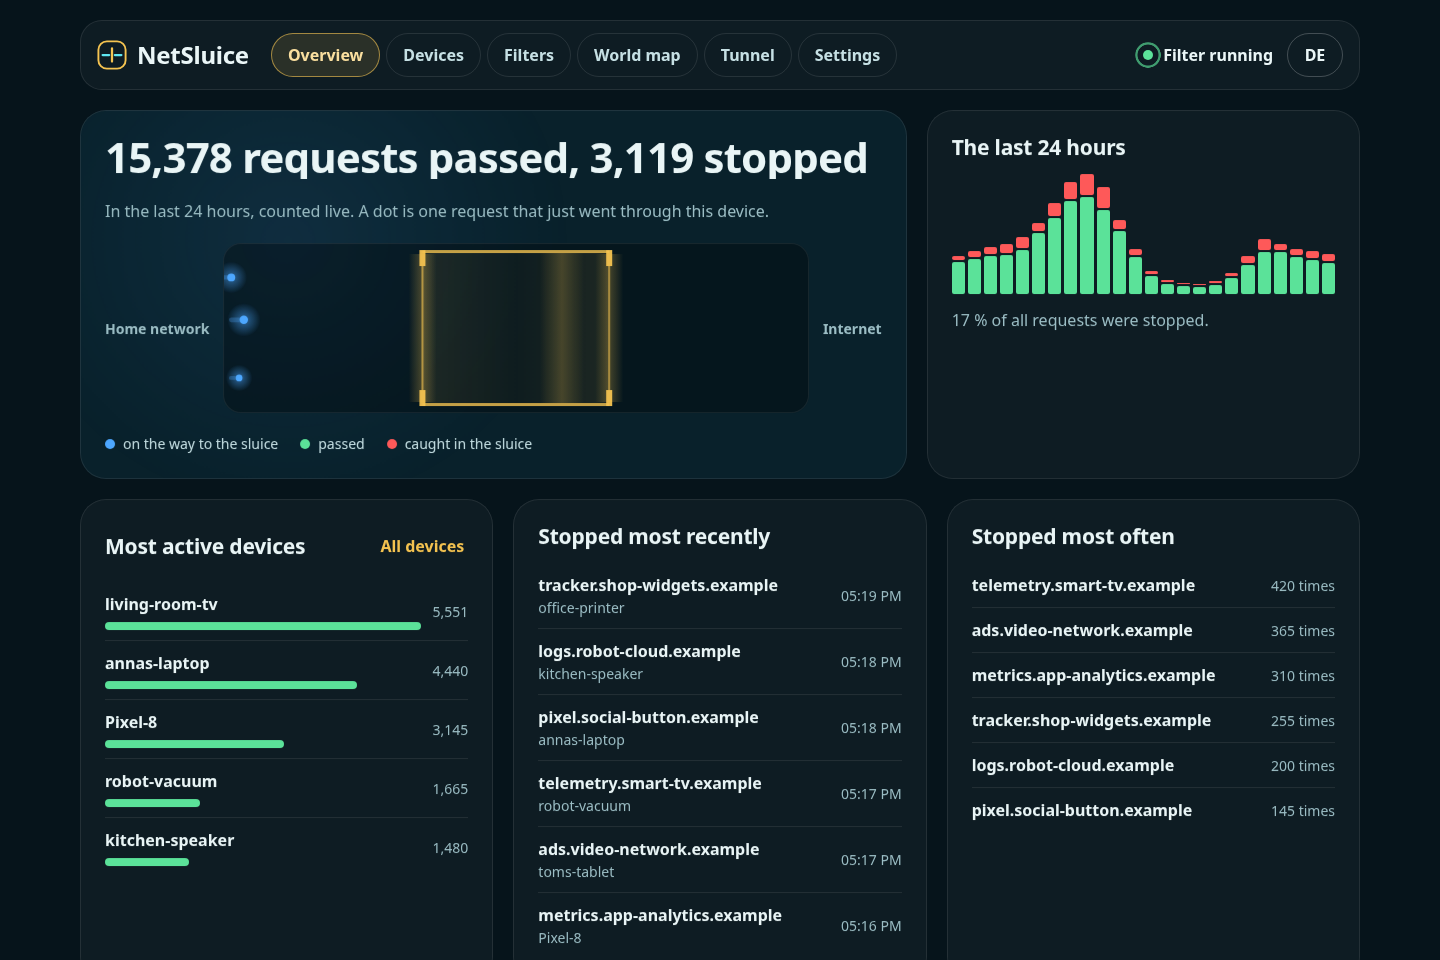 NetSluice
Overview
Devices
Filters
World map
Tunnel
Settings
Filter running
DE
15,378 requests passed, 3,119 stopped
In the last 24 hours, counted live. A dot is one request that just went through this device.
Home network
Internet
on the way to the sluice
passed
caught in the sluice
The last 24 hours
17 % of all requests were stopped.
Most active devices
All devices
living-room-tv
5,551
annas-laptop
4,440
Pixel-8
3,145
robot-vacuum
1,665
kitchen-speaker
1,480
Stopped most recently
tracker.shop-widgets.example
office-printer
05:19 PM
logs.robot-cloud.example
kitchen-speaker
05:18 PM
pixel.social-button.example
annas-laptop
05:18 PM
telemetry.smart-tv.example
robot-vacuum
05:17 PM
ads.video-network.example
toms-tablet
05:17 PM
metrics.app-analytics.example
Pixel-8
05:16 PM
Stopped most often
telemetry.smart-tv.example
420 times
ads.video-network.example
365 times
metrics.app-analytics.example
310 times
tracker.shop-widgets.example
255 times
logs.robot-cloud.example
200 times
pixel.social-button.example
145 times